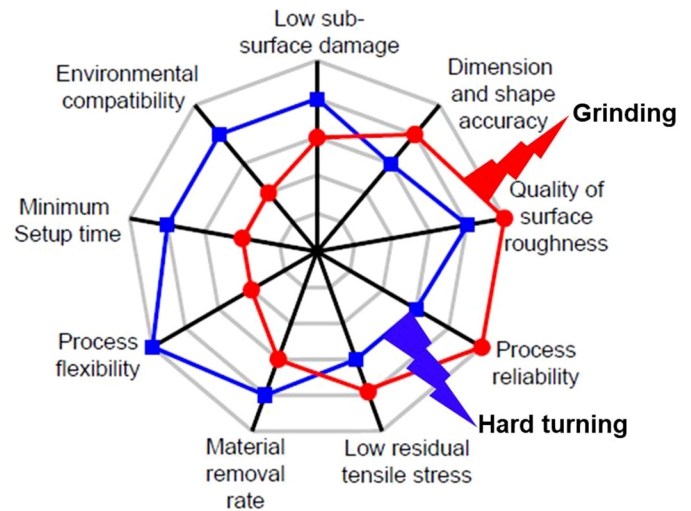 Low sub-
surface damage
Dimension
and shape
accuracy
Grinding
Quality of
surface
roughness
Process
reliability
Hard turning
Low residual
tensile stress
Material
removal
rate
Process
flexibility
Minimum
Setup time
Environmental
compatibility